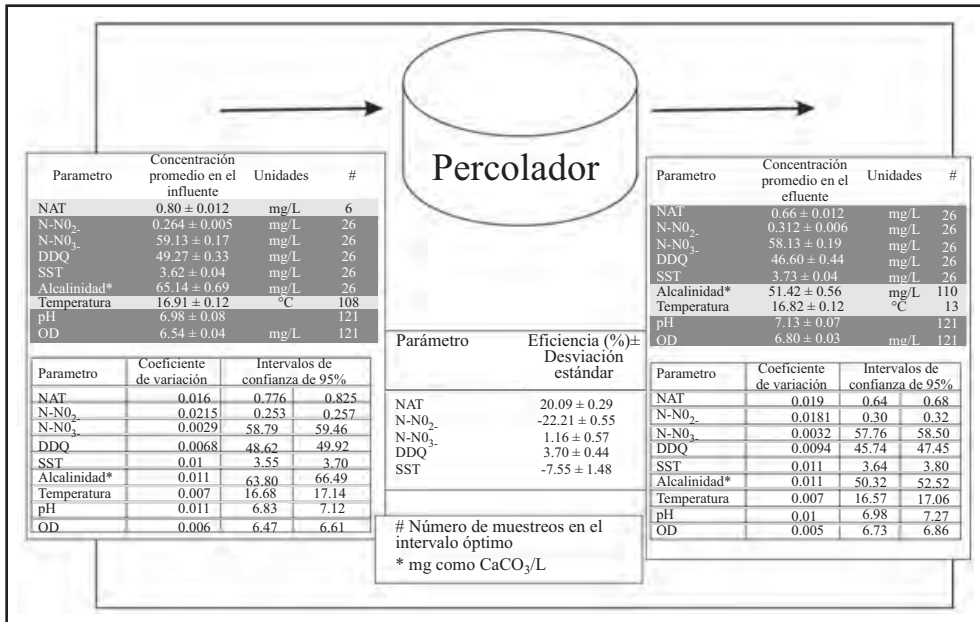 Percolador
Parametro Concentración promedio en el influente Unidades #
NAT 0.80 ± 0.012 mg/L 6
N-N02- 0.264 ± 0.005 mg/L 26
N-N03- 59.13 ± 0.17 mg/L 26
DDQ 49.27 ± 0.33 mg/L 26
SST 3.62 ± 0.04 mg/L 26
Alcalinidad* 65.14 ± 0.69 mg/L 26
Temperatura 16.91 ± 0.12 °C 108
pH 6.98 ± 0.08 121
OD 6.54 ± 0.04 mg/L 121
Parametro Coeficiente de variación Intervalos de confianza de 95%
NAT 0.016 0.776 0.825
N-N02- 0.0215 0.253 0.257
N-N03- 0.0029 58.79 59.46
DDQ 0.0068 48.62 49.92
SST 0.01 3.55 3.70
Alcalinidad* 0.011 63.80 66.49
Temperatura 0.007 16.68 17.14
pH 0.011 6.83 7.12
OD 0.006 6.47 6.61
Parámetro Eficiencia (%)± Desviación estándar
NAT 20.09 ± 0.29
N-N02- -22.21 ± 0.55
N-N03- 1.16 ± 0.57
DDQ 3.70 ± 0.44
SST -7.55 ± 1.48
# Número de muestreos en el
intervalo óptimo
* mg como CaCO3/L
Parametro Concentración promedio en el efluente Unidades #
NAT 0.66 ± 0.012 mg/L 26
N-N02- 0.312 ± 0.006 mg/L 26
N-N03- 58.13 ± 0.19 mg/L 26
DDQ 46.60 ± 0.44 mg/L 26
SST 3.73 ± 0.04 mg/L 26
Alcalinidad* 51.42 ± 0.56 mg/L 110
Temperatura 16.82 ± 0.12 °C 13
pH 7.13 ± 0.07 121
OD 6.80 ± 0.03 mg/L 121
Parametro Coeficiente de variación Intervalos de confianza de 95%
NAT 0.019 0.64 0.68
N-N02- 0.0181 0.30 0.32
N-N03- 0.0032 57.76 58.50
DDQ 0.0094 45.74 47.45
SST 0.011 3.64 3.80
Alcalinidad* 0.011 50.32 52.52
Temperatura 0.007 16.57 17.06
pH 0.01 6.98 7.27
OD 0.005 6.73 6.86